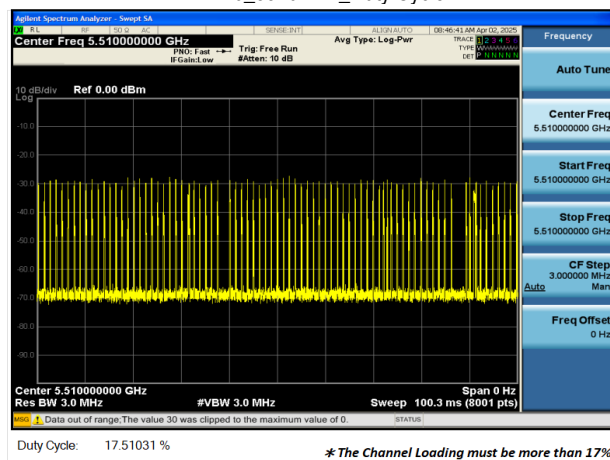 Agilent Spectrum Analyzer - Swept SA
RL RF 50 Ω AC SENSE:INT ALIGNAUTO 08:46:41 AM Apr 02, 2025
Center Freq 5.510000000 GHz
PNO: Fast
IFGain:Low
Trig: Free Run
#Atten: 10 dB
Avg Type: Log-Pwr
TRACE 1 2 3 4 5 6
TYPE
DET P N N N N N
Frequency
Auto Tune
10 dB/div Ref 0.00 dBm
Log
Center Freq
5.510000000 GHz
-10.0
-20.0
Start Freq
5.510000000 GHz
-30.0
-40.0
Stop Freq
5.510000000 GHz
-50.0
-60.0
CF Step
3.000000 MHz
Auto Man
-70.0
-80.0
Freq Offset
0 Hz
-90.0
Center 5.510000000 GHz Span 0 Hz
Res BW 3.0 MHz #VBW 3.0 MHz Sweep 100.3 ms (8001 pts)
MSG Data out of range;The value 30 was clipped to the maximum value of 0. STATUS
Duty Cycle: 17.51031 %
* The Channel Loading must be more than 17%